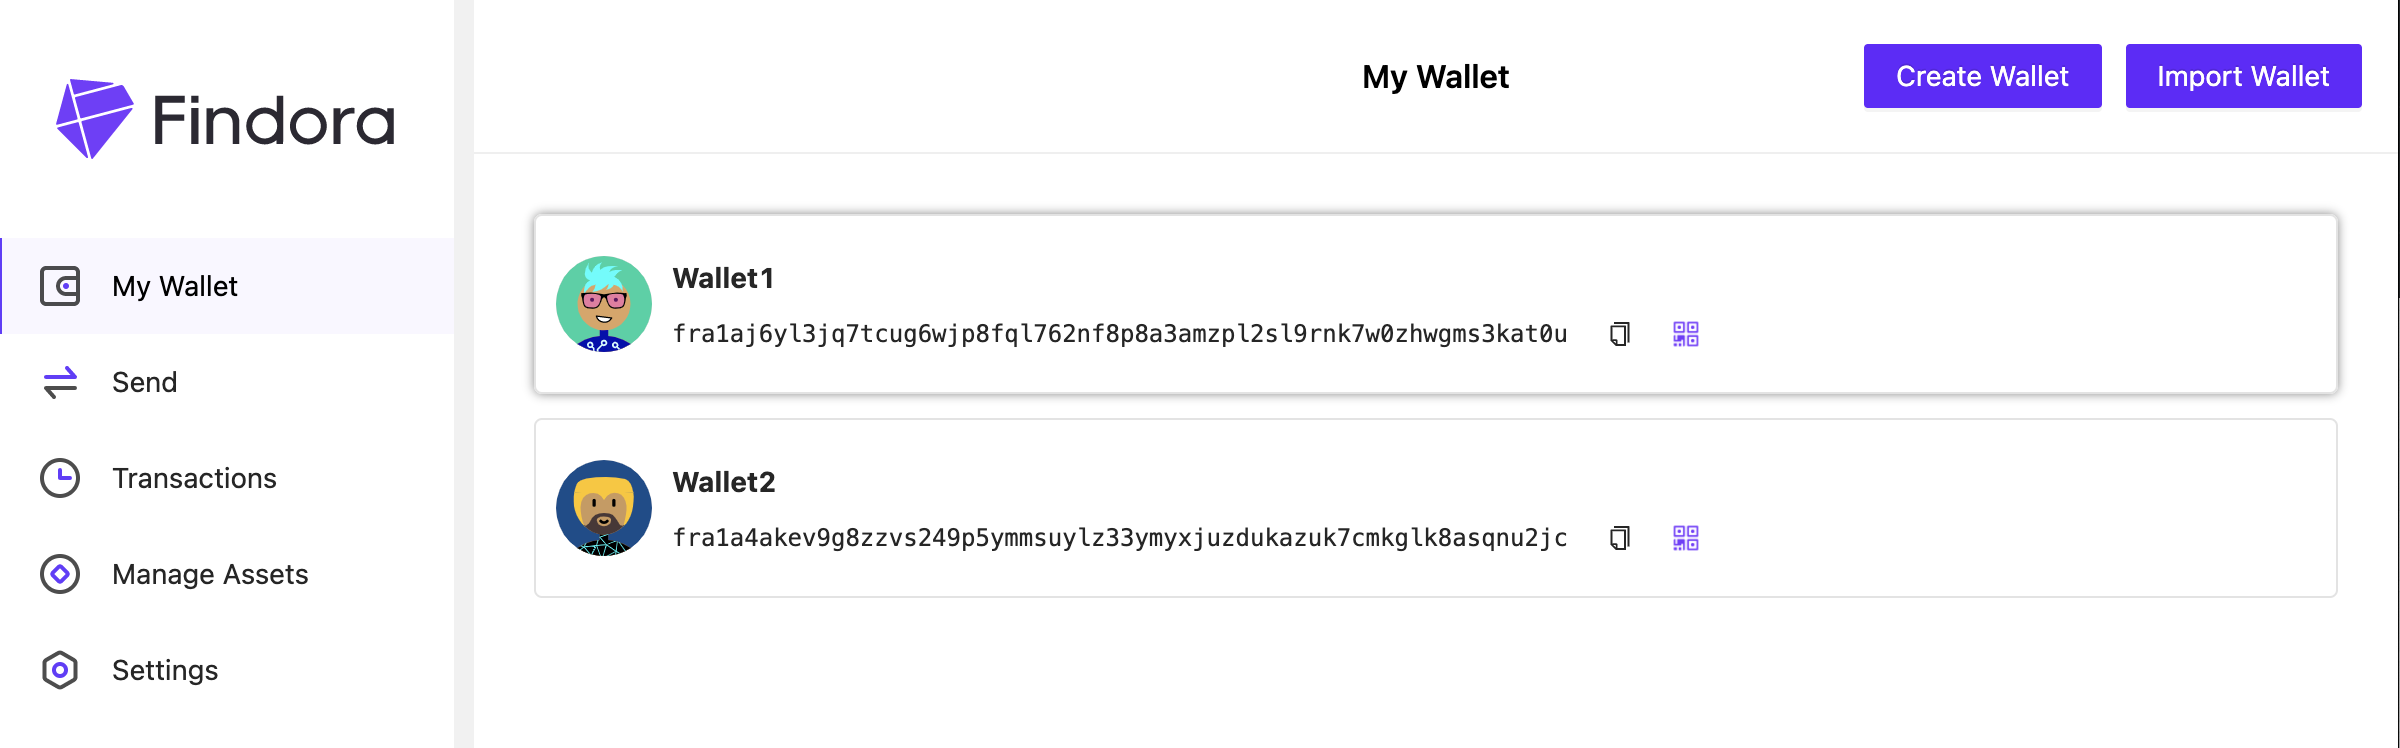 Findora
My Wallet
Send
Transactions
Manage Assets
Settings
My Wallet
Create Wallet
Import Wallet
Wallet1
fra1aj6yl3jq7tcug6wjp8fql762nf8p8a3amzpl2sl9rnk7w0zhwgms3kat0u
Wallet2
fra1a4akev9g8zzvs249p5ymmsuylz33ymyxjuzdukazuk7cmkglk8asqnu2jc